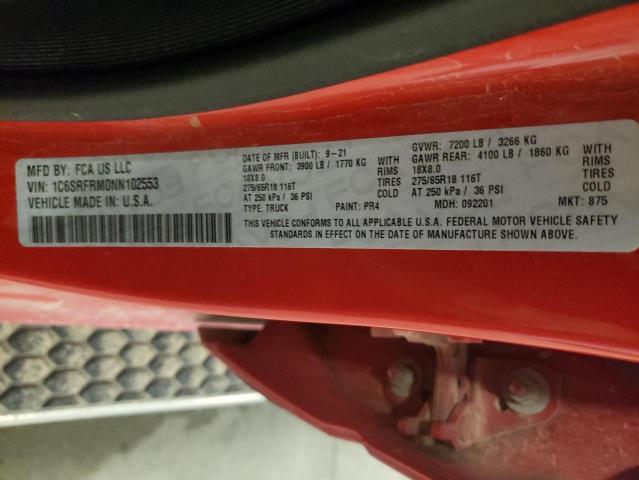 MFD BY: FCA US LLC
VIN: 1C6SRFRM0NN102553
VEHICLE MADE IN: U.S.A.
DATE OF MFR (BUILT): 9-21
GAWR FRONT: 3900 LB / 1770 KG WITH
18X8.0 RIMS
275/65R18 116T TIRES
AT 250 kPa / 36 PSI COLD
TYPE: TRUCK PAINT: PR4
GVWR: 7200 LB / 3266 KG
GAWR REAR: 4100 LB / 1860 KG WITH
18X8.0 RIMS
275/65R18 116T TIRES
AT 250 kPa / 36 PSI COLD
MDH: 092201 MKT: 875
THIS VEHICLE CONFORMS TO ALL APPLICABLE U.S.A. FEDERAL MOTOR VEHICLE SAFETY
STANDARDS IN EFFECT ON THE DATE OF MANUFACTURE SHOWN ABOVE.